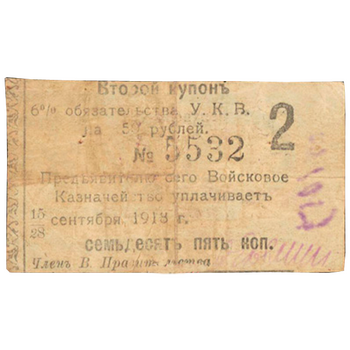 Второй купонъ
6% обязательства У. К. В.
на 50 рублей.
2
№ 5532
Предъявителю сего Войсковое
Казначейство уплачиваетъ
15/28 сентября 1918 г.
семьдесятъ пять коп.
Членъ В. Правительства